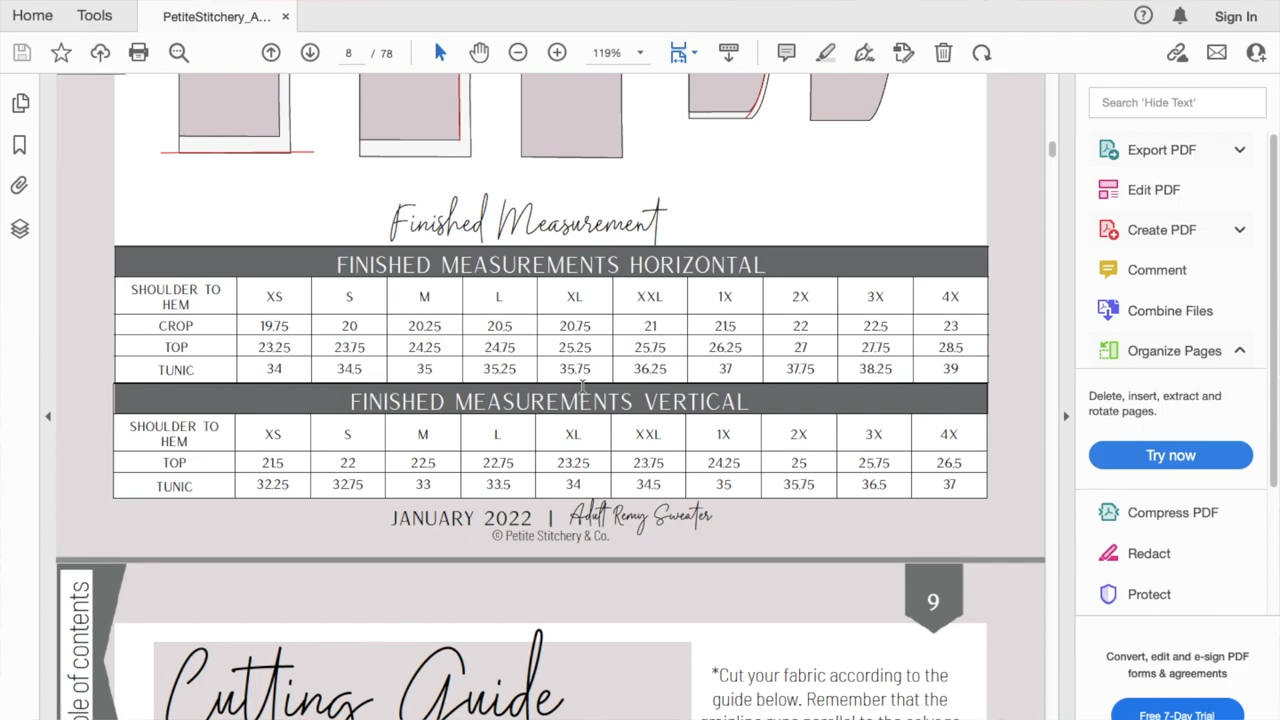 Home Tools PetiteStitchery_A... × Sign In
8 / 78 119%
Search 'Hide Text'
Export PDF
Edit PDF
Create PDF
Comment
Combine Files
Organize Pages
Delete, insert, extract and
rotate pages.
Try now
Compress PDF
Redact
Protect
Convert, edit and e-sign PDF
forms & agreements
Free 7-Day Trial
Finished Measurement
FINISHED MEASUREMENTS HORIZONTAL
SHOULDER TO
HEM XS S M L XL XXL 1X 2X 3X 4X
CROP 19.75 20 20.25 20.5 20.75 21 21.5 22 22.5 23
TOP 23.25 23.75 24.25 24.75 25.25 25.75 26.25 27 27.75 28.5
TUNIC 34 34.5 35 35.25 35.75 36.25 37 37.75 38.25 39
FINISHED MEASUREMENTS VERTICAL
SHOULDER TO
HEM XS S M L XL XXL 1X 2X 3X 4X
TOP 21.5 22 22.5 22.75 23.25 23.75 24.25 25 25.75 26.5
TUNIC 32.25 32.75 33 33.5 34 34.5 35 35.75 36.5 37
JANUARY 2022 | Adult Remy Sweater
© Petite Stitchery & Co.
ble of contents
9
Cutting Guide
*Cut your fabric according to the
guide below. Remember that the